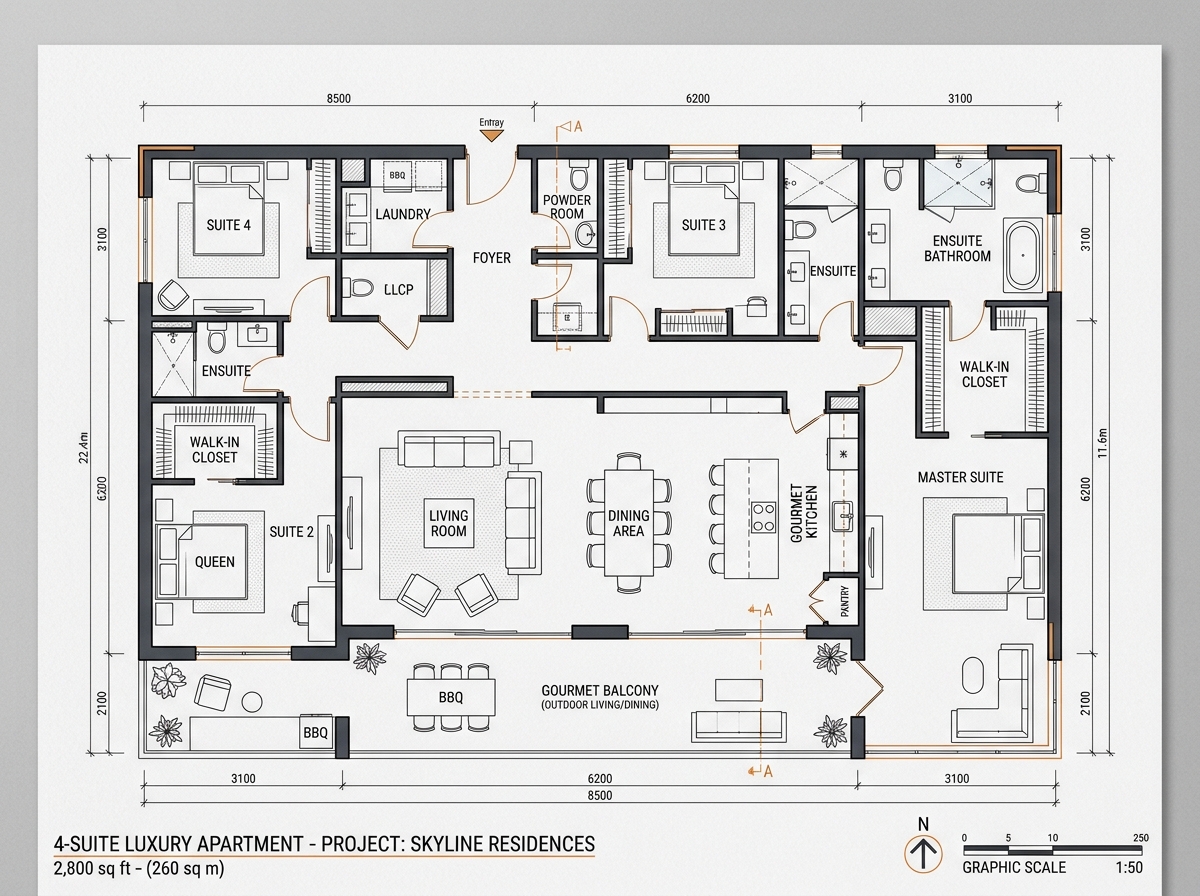 8500
6200
3100
Entray
A
BBQ
SUITE 4
LAUNDRY
POWDER
ROOM
SUITE 3
3100
3100
FOYER
ENSUITE
BATHROOM
ENSUITE
LLCP
ENSUITE
WALK-IN
CLOSET
WALK-IN
CLOSET
22.4m
11.6m
6200
6200
MASTER SUITE
LIVING
ROOM
DINING
AREA
GOURMET
KITCHEN
SUITE 2
QUEEN
PANTRY
A
2100
2100
BBQ
GOURMET BALCONY
(OUTDOOR LIVING/DINING)
BBQ
A
3100
6200
3100
8500
4-SUITE LUXURY APARTMENT - PROJECT: SKYLINE RESIDENCES
2,800 sq ft - (260 sq m)
N
0 5 10 250
GRAPHIC SCALE 1:50